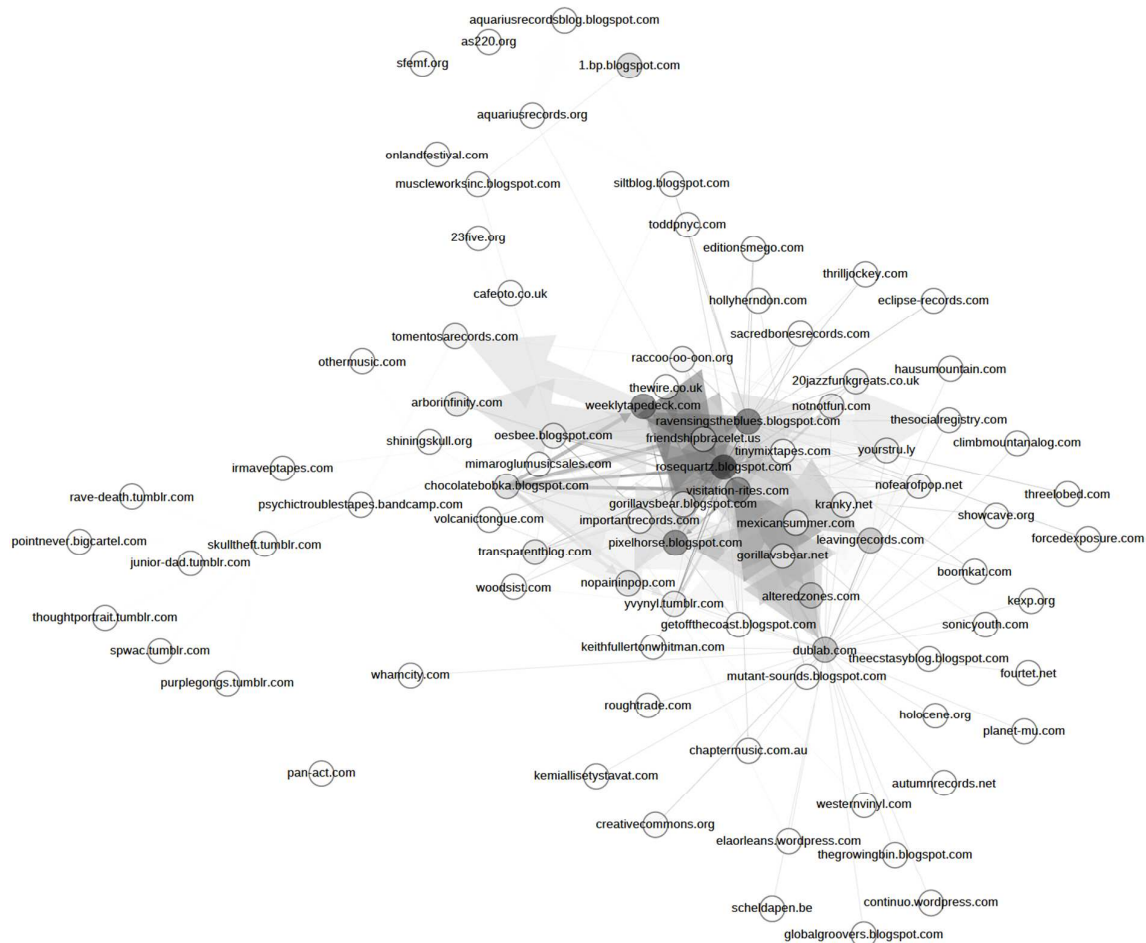 aquariusrecordsblog.blogspot.com
as220.org
sfemf.org
1.bp.blogspot.com
aquariusrecords.org
onlandfestival.com
muscleworksinc.blogspot.com
siltblog.blogspot.com
toddpnyc.com
23five.org
editionsmego.com
thrilljockey.com
cafeoto.co.uk
hollyherndon.com
eclipse-records.com
tomentosarecords.com
sacredbonesrecords.com
othermusic.com
raccoo-oo-oon.org
hausumountain.com
thewire.co.uk
20jazzfunkgreats.co.uk
arborinfinity.com
weeklytapedeck.com
notnotfun.com
ravensingstheblues.blogspot.com
thesocialregistry.com
shiningskull.org
oesbee.blogspot.com
friendshipbracelet.us
climbmountanalog.com
tinymixtapes.com
yourstru.ly
irmaveptapes.com
mimaroglumusicsales.com
rosequartz.blogspot.com
chocolatebobka.blogspot.com
visitation-rites.com
nofearofpop.net
rave-death.tumblr.com
threelobed.com
psychictroublestapes.bandcamp.com
gorillavsbear.blogspot.com
kranky.net
volcanictongue.com
importantrecords.com
showcave.org
mexicansummer.com
pointnever.bigcartel.com
skulltheft.tumblr.com
pixelhorse.blogspot.com
leavingrecords.com
forcedexposure.com
transparentblog.com
gorillavsbear.net
junior-dad.tumblr.com
boomkat.com
nopaininpop.com
woodsist.com
alteredzones.com
yvynyl.tumblr.com
kexp.org
thoughtportrait.tumblr.com
getoffthecoast.blogspot.com
sonicyouth.com
keithfullertonwhitman.com
dublab.com
spwac.tumblr.com
theecstasyblog.blogspot.com
whamcity.com
mutant-sounds.blogspot.com
fourtet.net
purplegongs.tumblr.com
roughtrade.com
holocene.org
planet-mu.com
chaptermusic.com.au
pan-act.com
kemiallisetystavat.com
autumnrecords.net
westernvinyl.com
creativecommons.org
elaorleans.wordpress.com
thegrowingbin.blogspot.com
continuo.wordpress.com
scheldapen.be
globalgroovers.blogspot.com